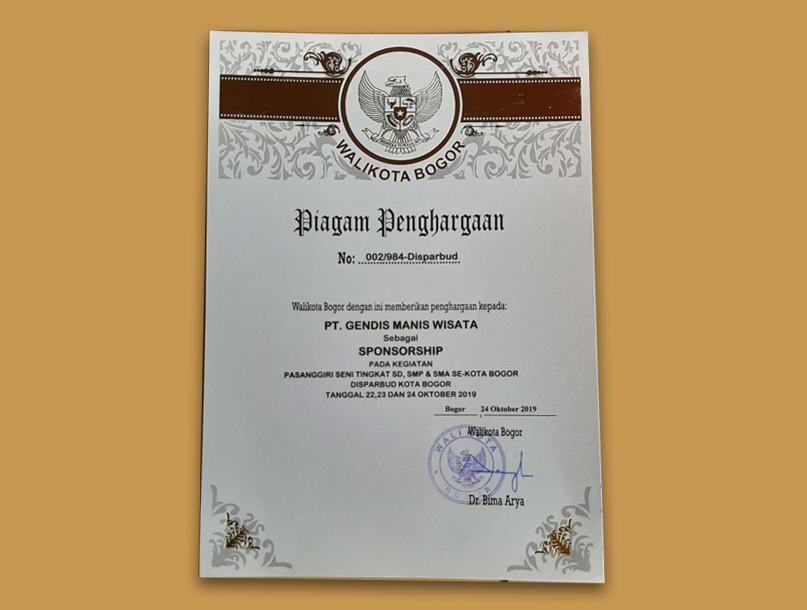 WALIKOTA BOGOR
Piagam Penghargaan
No: 002/984-Disparbud
Walikota Bogor dengan ini memberikan penghargaan kepada:
PT. GENDIS MANIS WISATA
Sebagai
SPONSORSHIP
PADA KEGIATAN
PASANGGIRI SENI TINGKAT SD, SMP & SMA SE-KOTA BOGOR
DISPARBUD KOTA BOGOR
TANGGAL 22,23 DAN 24 OKTOBER 2019
Bogor , 24 Oktober 2019
Walikota Bogor
WALIKOTA
Dr. Bima Arya